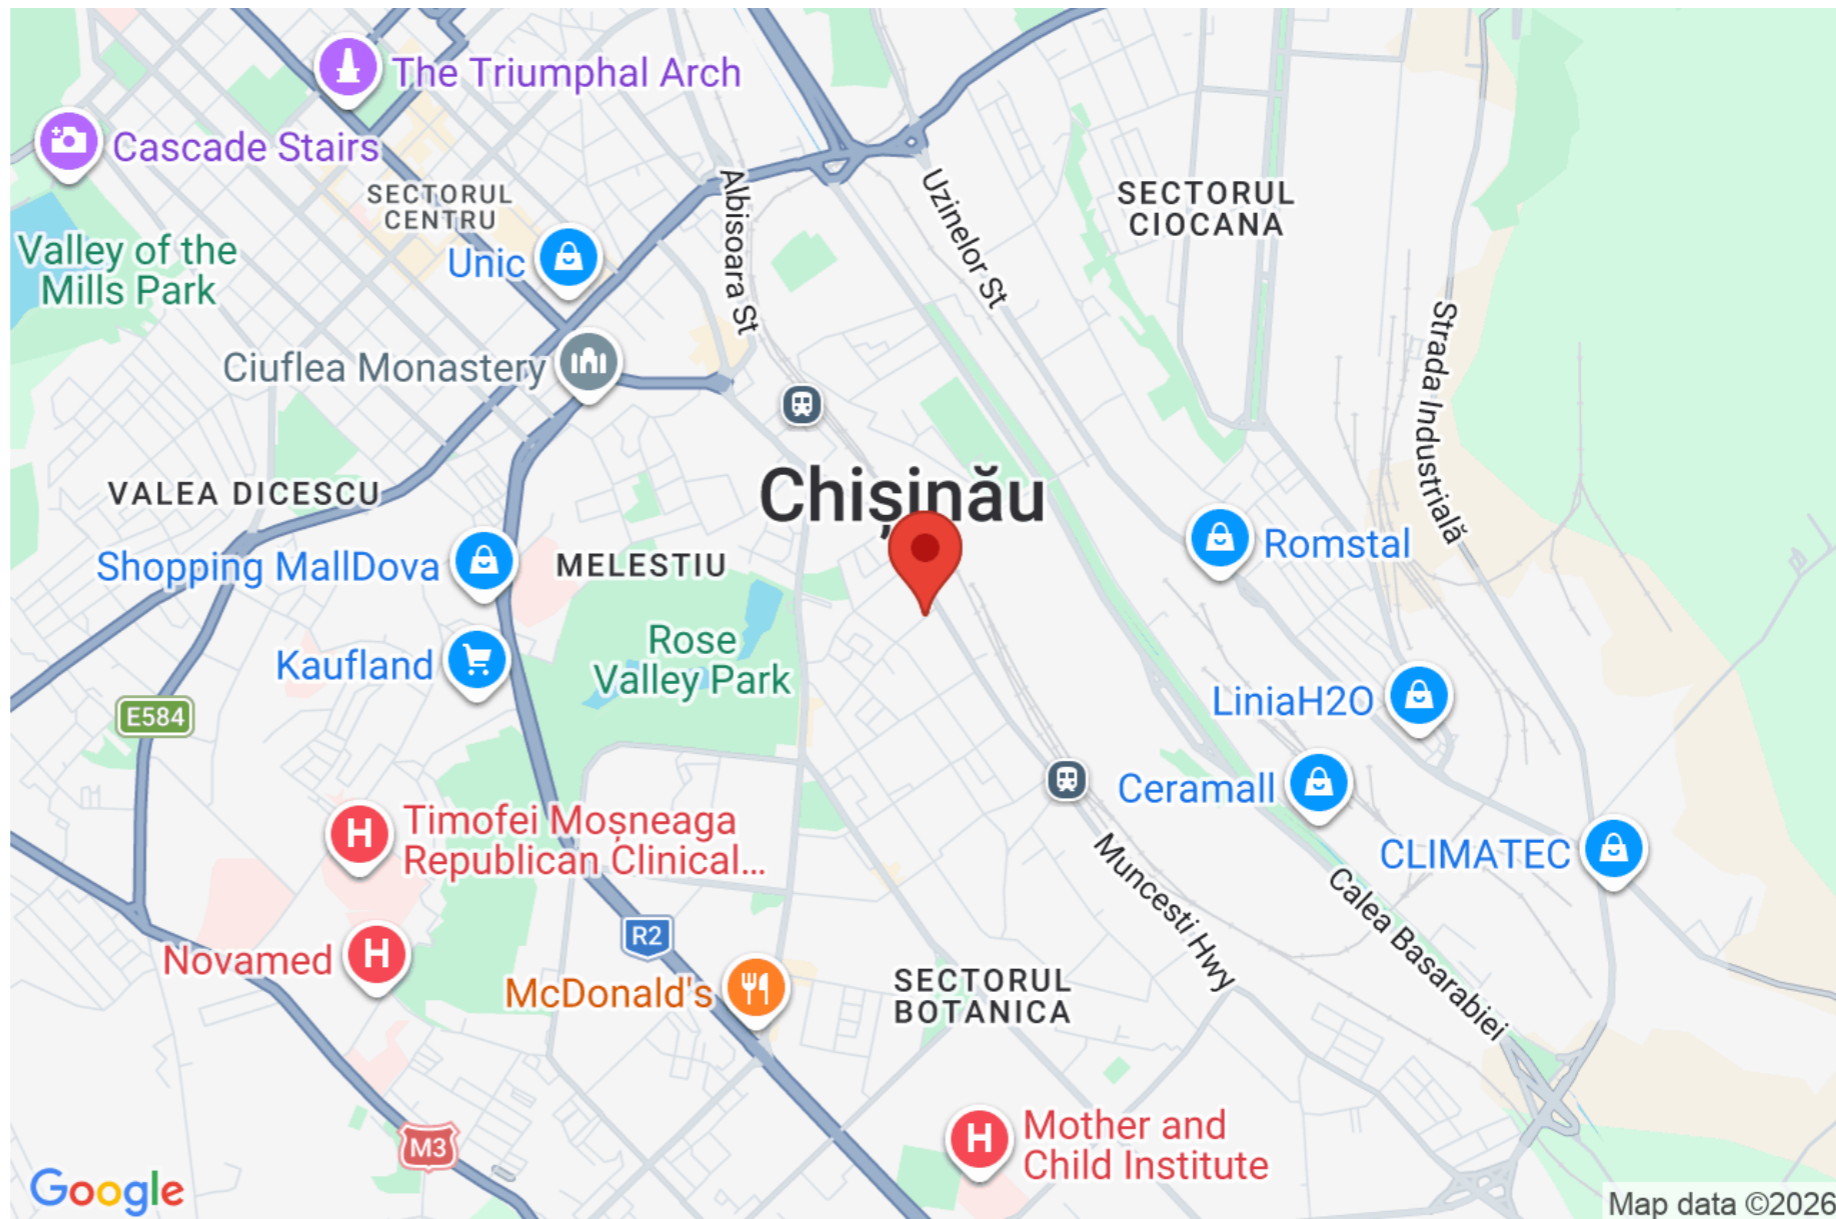 The Triumphal Arch
Cascade Stairs
SECTORUL
CENTRU
Albisoara St
Uzinelor St
SECTORUL
CIOCANA
Valley of the
Mills Park
Unic
Ciuflea Monastery
Strada Industrială
VALEA DICESCU
Chișinău
Shopping MallDova
MELESTIU
Romstal
Rose
Valley Park
Kaufland
E584
LiniaH2O
Ceramall
Timofei Moșneaga
Republican Clinical...
CLIMATEC
Muncesti Hwy
Calea Basarabiei
Novamed
R2
McDonald's
SECTORUL
BOTANICA
M3
Mother and
Child Institute
Google
Map data ©2026